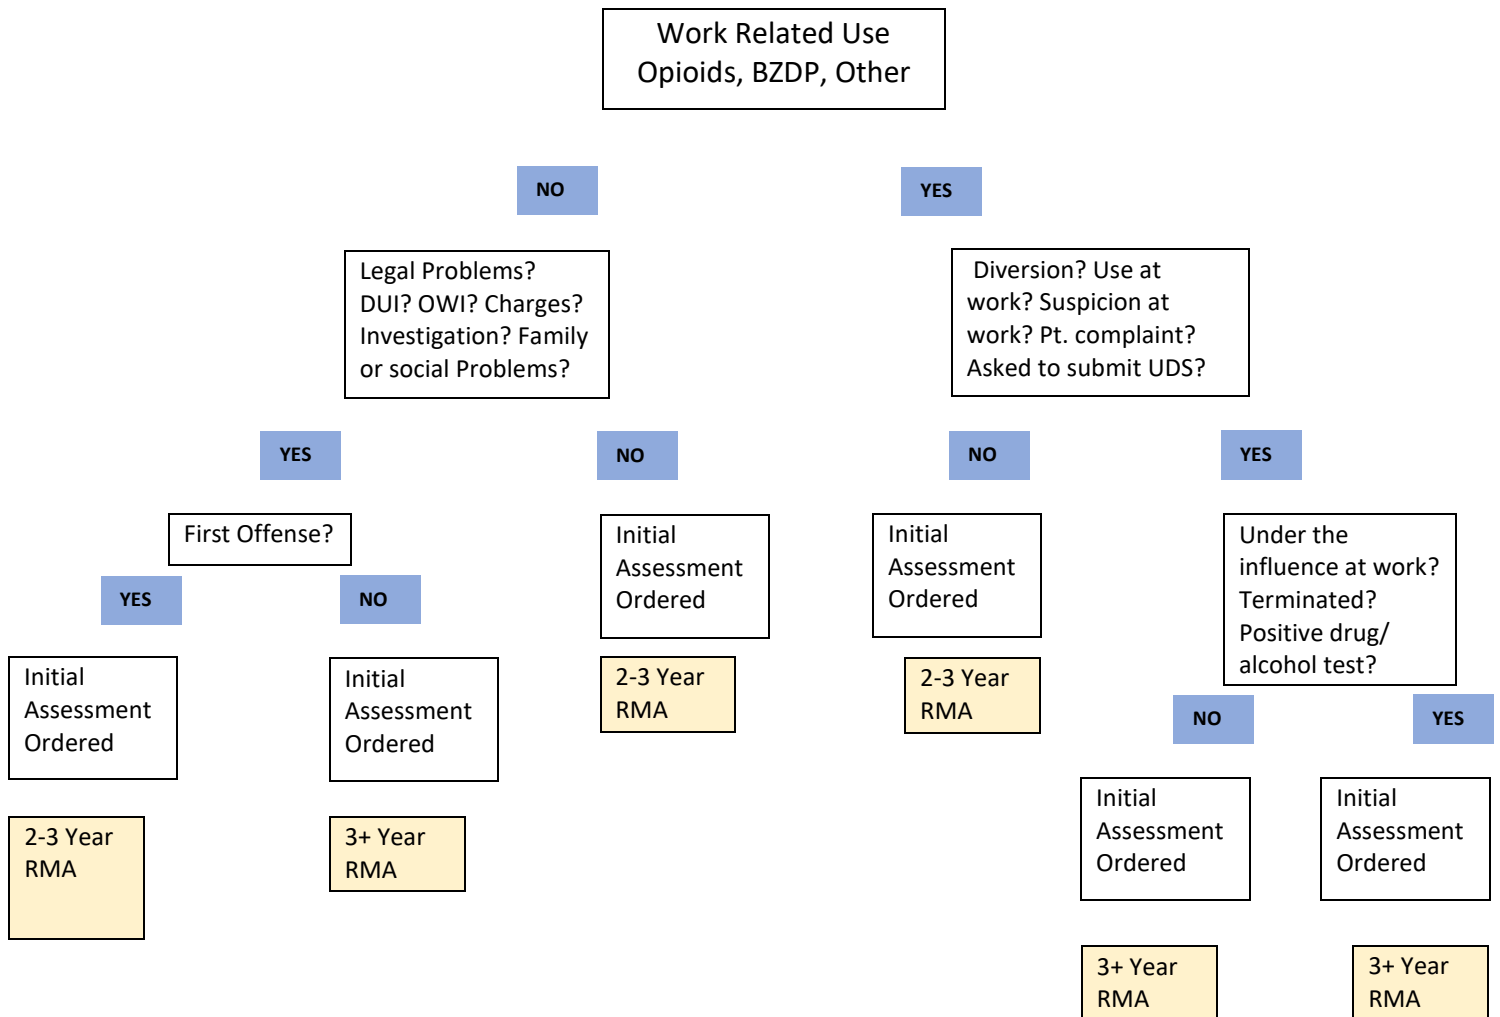 Work Related Use
Opioids, BZDP, Other
NO
YES
Legal Problems?
DUI? OWI? Charges?
Investigation? Family
or social Problems?
Diversion? Use at
work? Suspicion at
work? Pt. complaint?
Asked to submit UDS?
YES
NO
NO
YES
First Offense?
Initial
Assessment
Ordered
Initial
Assessment
Ordered
Under the
influence at work?
Terminated?
Positive drug/
alcohol test?
YES
NO
Initial
Assessment
Ordered
Initial
Assessment
Ordered
2-3 Year
RMA
2-3 Year
RMA
NO
YES
Initial
Assessment
Ordered
Initial
Assessment
Ordered
2-3 Year
RMA
3+ Year
RMA
3+ Year
RMA
3+ Year
RMA